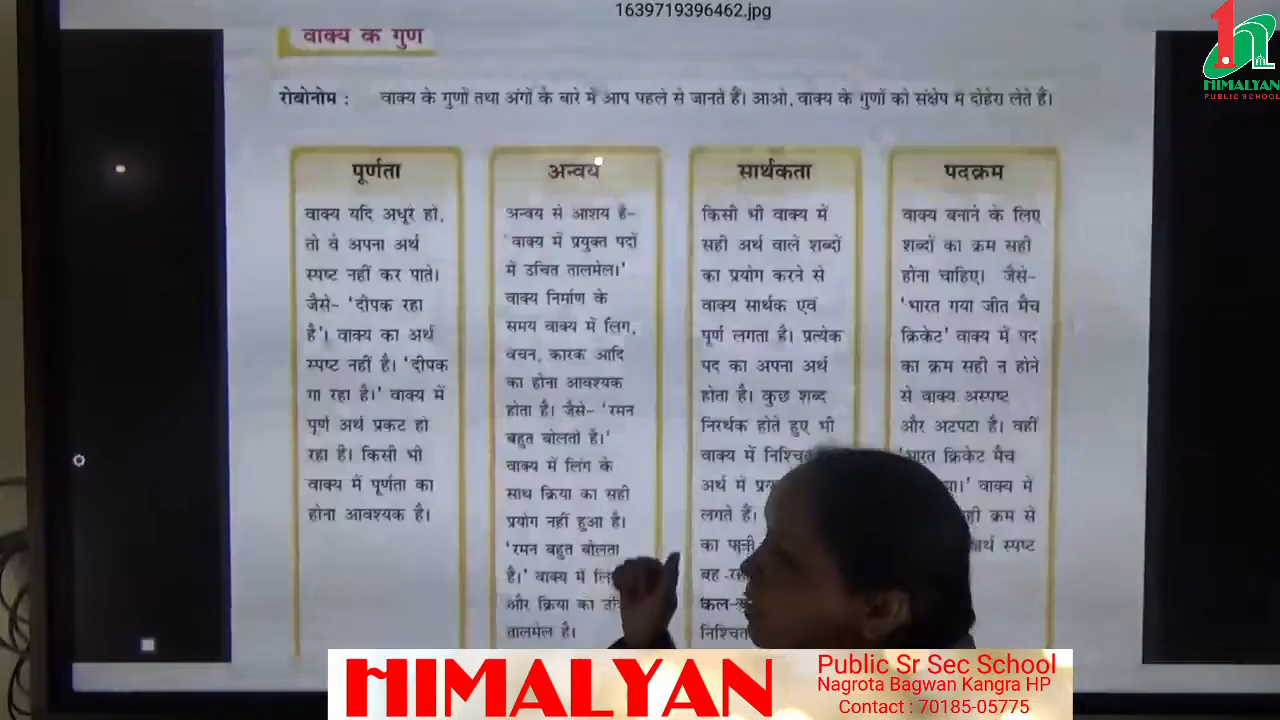 1639719396462.jpg
वाक्य क गुण
रोबोनोम : वाक्य के गुणों तथा अंगों के बारे में आप पहले से जानते हैं। आओ, वाक्य के गुणों को संक्षेप म दोहरा लेते हैं।
पूर्णता
वाक्य यदि अधूरे हों,
तो वे अपना अर्थ
स्पष्ट नहीं कर पाते।
जैसे- 'दीपक रहा
है'। वाक्य का अर्थ
स्पष्ट नहीं है। 'दीपक
गा रहा है।' वाक्य में
पूर्ण अर्थ प्रकट हो
रहा है। किसी भी
वाक्य में पूर्णता का
होना आवश्यक है।
अन्वय
अन्वय से आशय है-
'वाक्य में प्रयुक्त पदों
में उचित तालमेल।'
वाक्य निर्माण के
समय वाक्य में लिंग,
वचन, कारक आदि
का होना आवश्यक
होता है। जैसे- 'रमन
बहुत बोलती है।'
वाक्य में लिंग के
साथ क्रिया का सही
प्रयोग नहीं हुआ है।
'रमन बहुत बोलता
है।' वाक्य में
और क्रिया का
तालमेल है।
सार्थकता
किसी भी वाक्य में
सही अर्थ वाले शब्दों
का प्रयोग करने से
वाक्य सार्थक एवं
पूर्ण लगता है। प्रत्येक
पद का अपना अर्थ
होता है। कुछ शब्द
निरर्थक होते हुए भी
वाक्य में
अर्थ में
लगते हैं।
का पानी
बह
'कल-
पदक्रम
वाक्य बनाने के लिए
शब्दों का क्रम सही
होना चाहिए। जैसे-
'भारत गया जीत मैच
क्रिकेट' वाक्य में पद
का क्रम सही न होने
से वाक्य अस्पष्ट
और अटपटा है। वहीं
'भारत क्रिकेट मैच
वाक्य में
क्रम से
स्पष्ट
HIMALYAN
PUBLIC SCHOOL
HIMALYAN
Public Sr Sec School
Nagrota Bagwan Kangra HP
Contact : 70185-05775